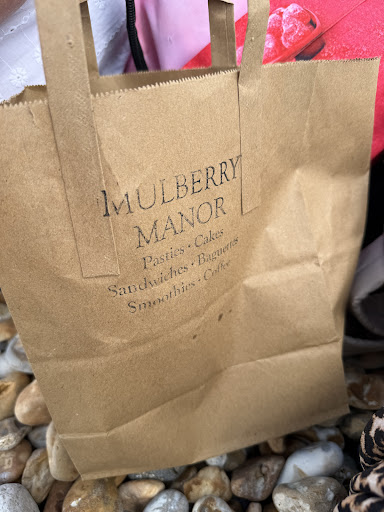 MULBERRY
MANOR
Pasties · Cakes
Sandwiches · Baguettes
Smoothies · Coffee